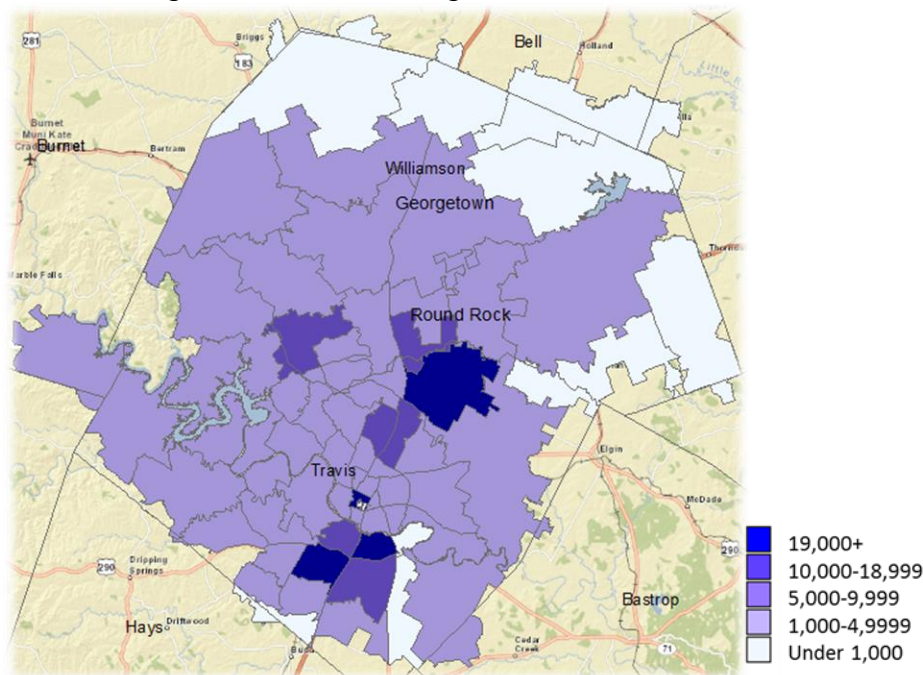 281
Briggs
183
Bell
Holland
Little R
Burnet
Muni Kate
Burnet
Bertram
Williamson
Georgetown
Marble Falls
Round Rock
Travis
Elgin
McDade
290
Dripping
Springs
290
Bastrop
Hays
Driftwood
Cedar
Creek
71
19,000+
10,000-18,999
5,000-9,999
1,000-4,9999
Under 1,000